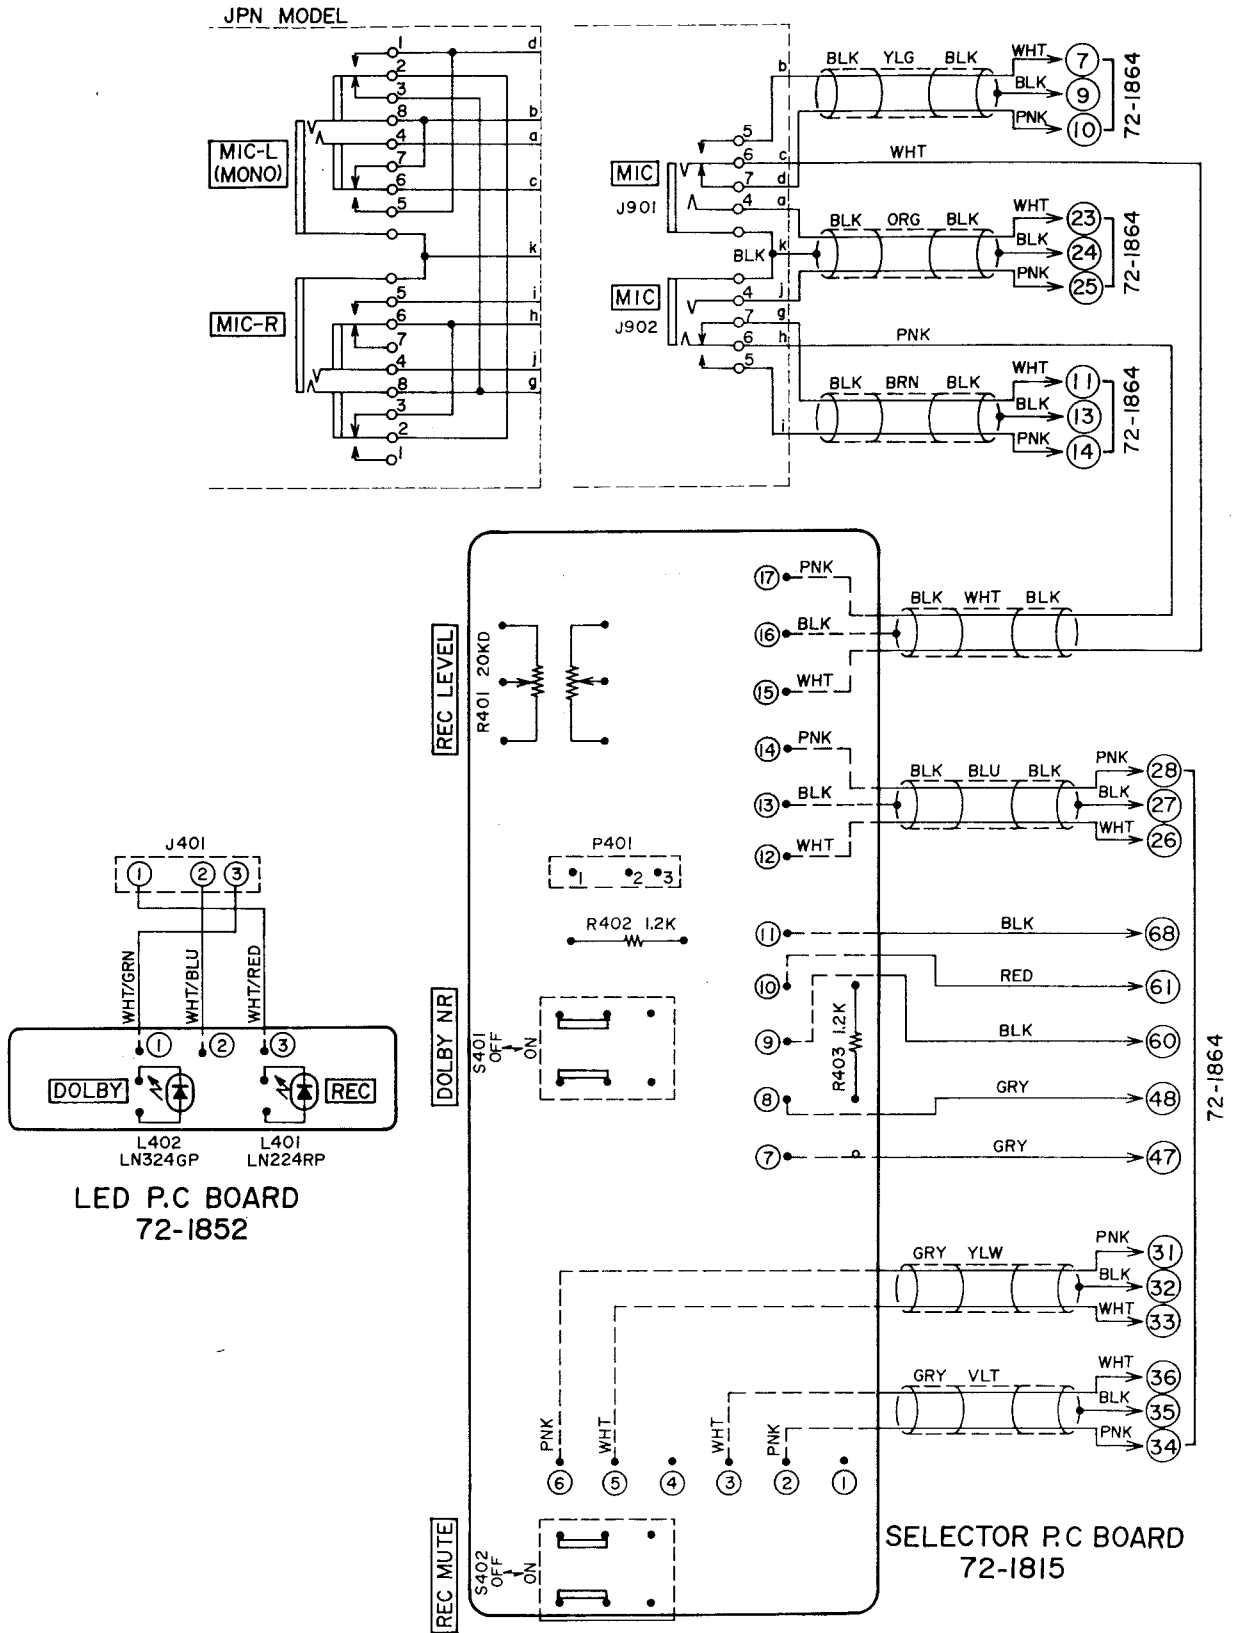 JPN MODEL
1 d
2
3
8 b
4 a
7
6 c
5
MIC-L
(MONO)
k
5 i
6 h
7
4 j
8 g
3
2
1
MIC-R
b
5
6 c
7 d
4 a
MIC
J901
BLK k
MIC
J902
4 j
7 g
6 h
5
i
BLK YLG BLK
WHT 7
BLK 9
PNK 10
72-1864
WHT
BLK ORG BLK
WHT 23
BLK 24
PNK 25
72-1864
PNK
BLK BRN BLK
WHT 11
BLK 13
PNK 14
72-1864
REC LEVEL
R401 20KD
17 PNK
16 BLK
15 WHT
BLK WHT BLK
14 PNK
13 BLK
12 WHT
BLK BLU BLK
PNK 28
BLK 27
WHT 26
J401
1 2 3
WHT/GRN
WHT/BLU
WHT/RED
1 2 3
DOLBY
REC
L402
LN324GP
L401
LN224RP
LED P.C BOARD
72-1852
P401
1 2 3
R402 1.2K
DOLBY NR
S401
OFF
ON
11 BLK 68
10 RED 61
9 BLK 60
R403 1.2K
8 GRY 48
7 GRY 47
72-1864
GRY YLW
PNK 31
BLK 32
WHT 33
GRY VLT
WHT 36
BLK 35
PNK 34
PNK
WHT
WHT
PNK
6 5 4 3 2 1
REC MUTE
S402
OFF
ON
SELECTOR P.C BOARD
72-1815